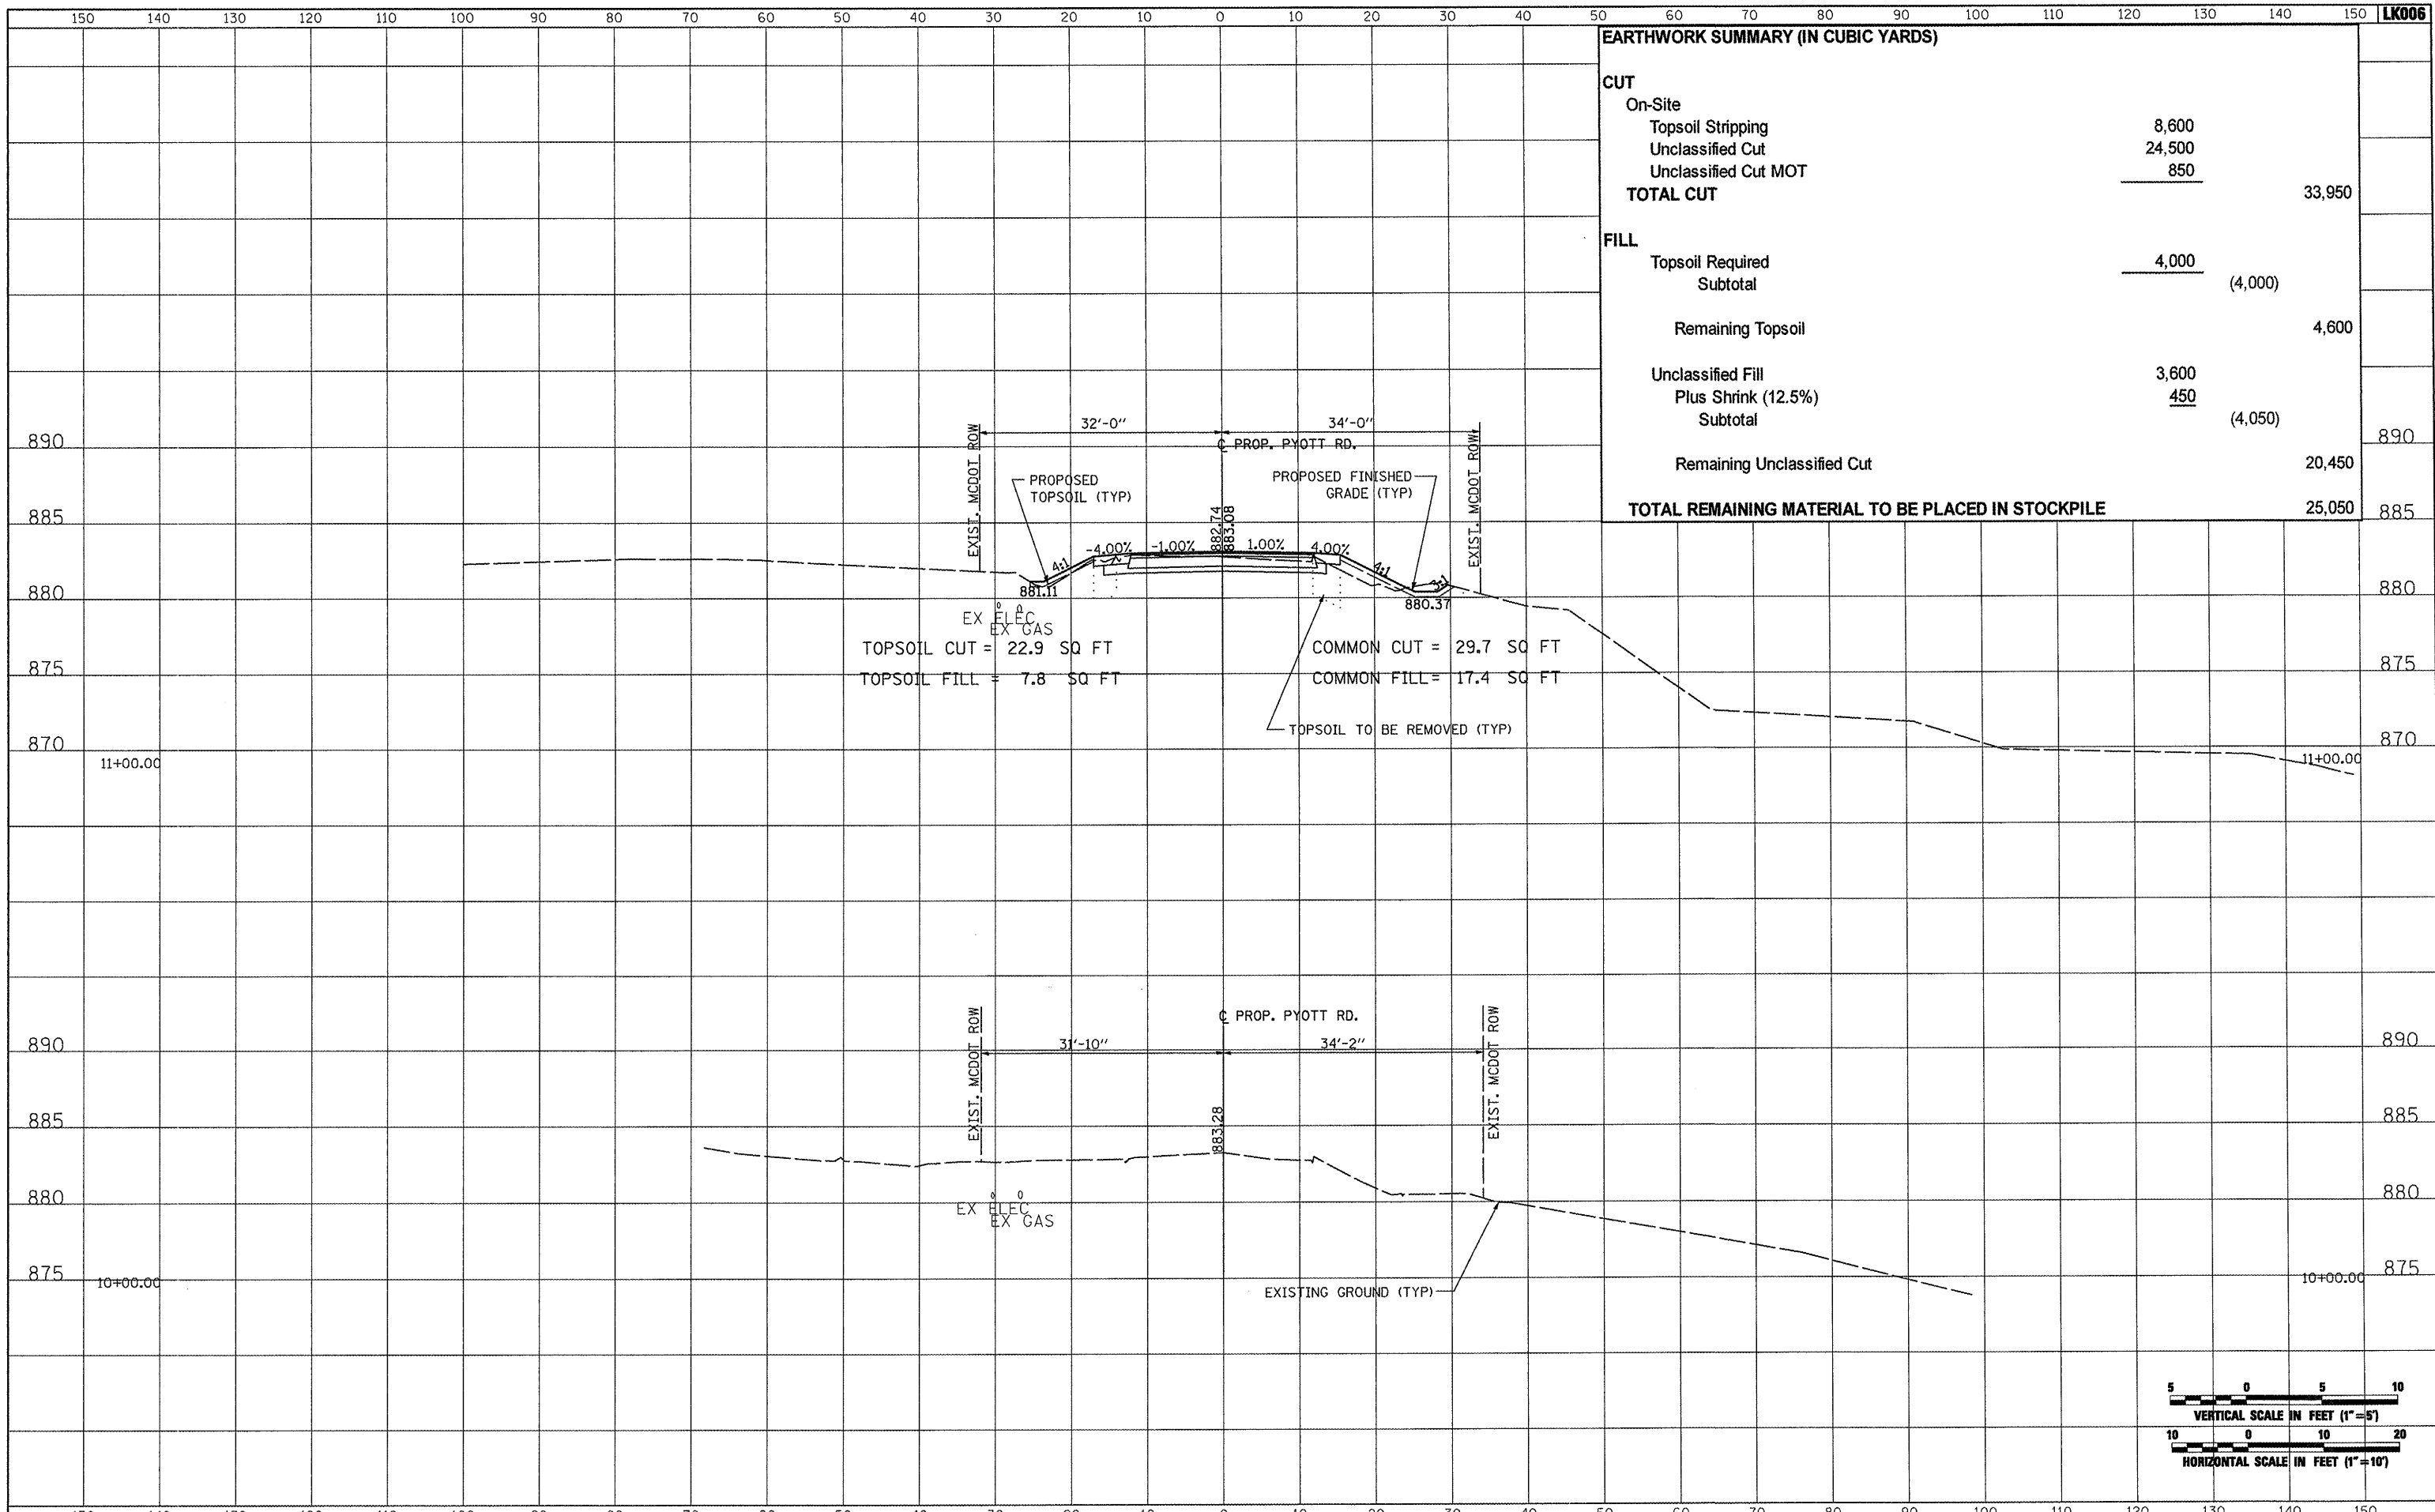 150 140 130 120 110 100 90 80 70 60 50 40 30 20 10 0 10 20 30 40 50 60 70 80 90 100 110 120 130 140 150 LK006
EARTHWORK SUMMARY (IN CUBIC YARDS)
CUT
On-Site
Topsoil Stripping 8,600
Unclassified Cut 24,500
Unclassified Cut MOT 850
TOTAL CUT 33,950
FILL
Topsoil Required 4,000
Subtotal (4,000)
Remaining Topsoil 4,600
Unclassified Fill 3,600
Plus Shrink (12.5%) 450
Subtotal (4,050)
Remaining Unclassified Cut 20,450
TOTAL REMAINING MATERIAL TO BE PLACED IN STOCKPILE 25,050
32'-0" 34'-0"
890 ℄ PROP. PYOTT RD. 890
EXIST. MCDOT ROW
EXIST. MCDOT ROW
PROPOSED
TOPSOIL (TYP)
PROPOSED FINISHED
GRADE (TYP)
885 882.74 883.08 885
4:1 -4.00% -1.00% 1.00% 4.00% 4:1 3:1
880 881.11 880.37 880
EX ELEC
EX GAS
TOPSOIL CUT = 22.9 SQ FT COMMON CUT = 29.7 SQ FT
875 875
TOPSOIL FILL = 7.8 SQ FT COMMON FILL= 17.4 SQ FT
TOPSOIL TO BE REMOVED (TYP)
870 870
11+00.00 11+00.00
℄ PROP. PYOTT RD.
890 31'-10" 34'-2" 890
EXIST. MCDOT ROW
EXIST. MCDOT ROW
885 883.28 885
880 880
EX ELEC
EX GAS
875 10+00.00 10+00.00 875
EXISTING GROUND (TYP)
5 0 5 10
VERTICAL SCALE IN FEET (1"=5')
10 0 10 20
HORIZONTAL SCALE IN FEET (1"=10')